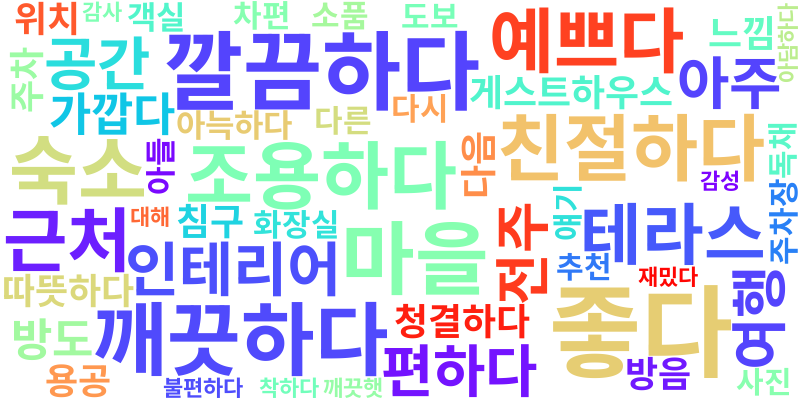 위치
감사
객실
차편
소품
도보
예쁘다
느낌
아담하다
공간
깔끔하다
아주
주차
게스트하우스
가깝다
아늑하다
다른
다시
숙소
아들
조용하다
다음
친절하다
감성
독채
근처
대해
침구
화장실
마을
전주
얘기
테라스
주차장
인테리어
추천
재밌다
따뜻하다
깨끗하다
청결하다
좋다
여행
방도
용공
불편하다
착하다
깨끗햇
편하다
방음
사진